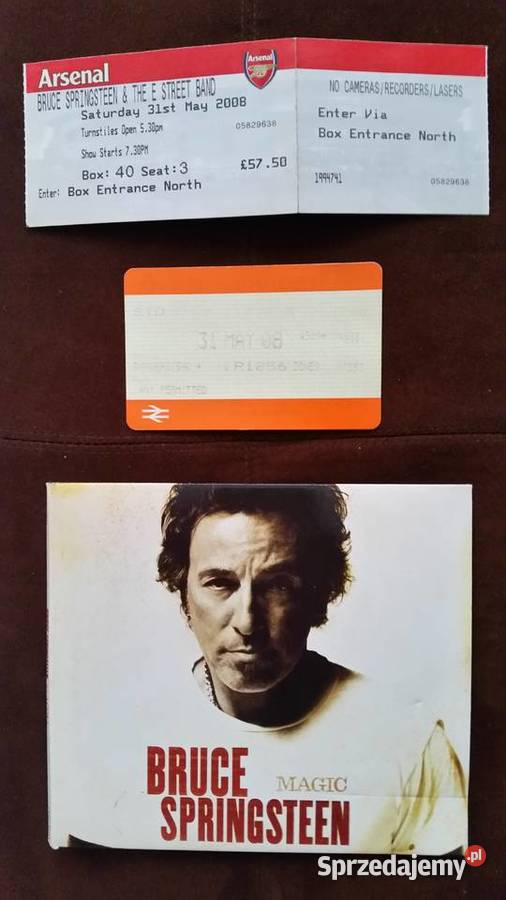 Arsenal
Arsenal
BRUCE SPRINGSTEEN & THE E STREET BAND
Saturday 31st May 2008
Turnstiles Open 5.30pm
05829638
Show Starts 7.30PM
Box: 40 Seat: 3
£57.50
Enter: Box Entrance North
NO CAMERAS/RECORDERS/LASERS
Enter Via
Box Entrance North
1994741
05829638
31 MAY 08
PERMITTED
BRUCE
MAGIC
SPRINGSTEEN
Sprzedajemy.pl